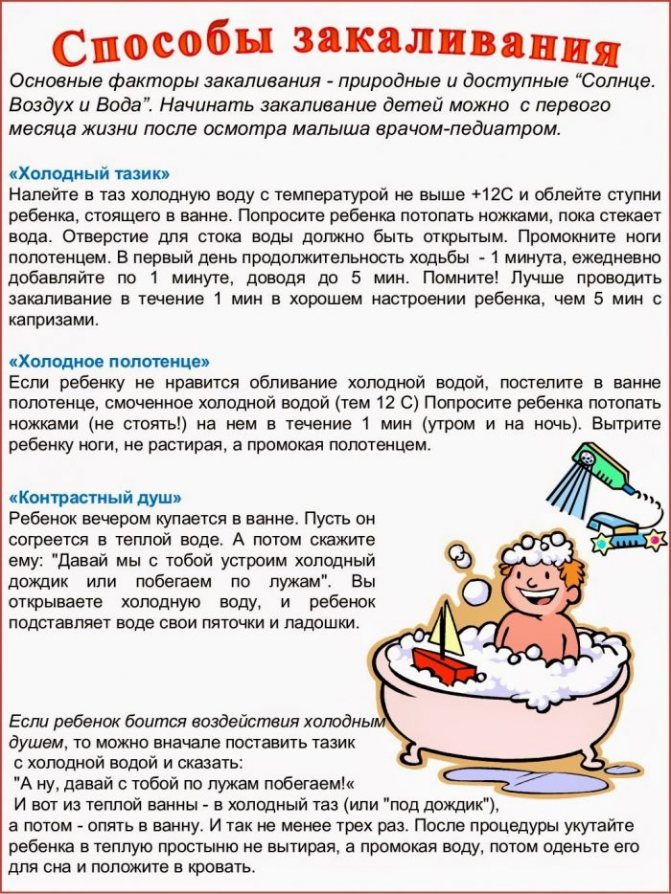 Способы закаливания
Основные факторы закаливания - природные и доступные “Солнце.
Воздух и Вода”. Начинать закаливание детей можно с первого
месяца жизни после осмотра малыша врачом-педиатром.
«Холодный тазик»
Налейте в таз холодную воду с температурой не выше +12С и облейте ступни
ребенка, стоящего в ванне. Попросите ребенка потопать ножками, пока стекает
вода. Отверстие для стока воды должно быть открытым. Промокните ноги
полотенцем. В первый день продолжительность ходьбы - 1 минута, ежедневно
добавляйте по 1 минуте, доводя до 5 мин. Помните! Лучше проводить
закаливание в течение 1 мин в хорошем настроении ребенка, чем 5 мин с
капризами.
«Холодное полотенце»
Если ребенку не нравится обливание холодной водой, постелите в ванне
полотенце, смоченное холодной водой (тем 12 С) Попросите ребенка потопать
ножками (не стоять!) на нем в течение 1 мин (утром и на ночь). Вытрите
ребенку ноги, не растирая, а промокая полотенцем.
«Контрастный душ»
Ребенок вечером купается в ванне. Пусть он
согреется в теплой воде. А потом скажите
ему: "Давай мы с тобой устроим холодный
дождик или побегаем по лужам". Вы
открываете холодную воду, и ребенок
подставляет воде свои пяточки и ладошки.
Если ребенок боится воздействия холодным
душем, то можно вначале поставить тазик
с холодной водой и сказать:
"А ну, давай с тобой по лужам побегаем!«
И вот из теплой ванны - в холодный таз (или "под дождик"),
а потом - опять в ванну. И так не менее трех раз. После процедуры укутайте
ребенка в теплую простыню не вытирая, а промокая воду, потом оденьте его
для сна и положите в кровать.